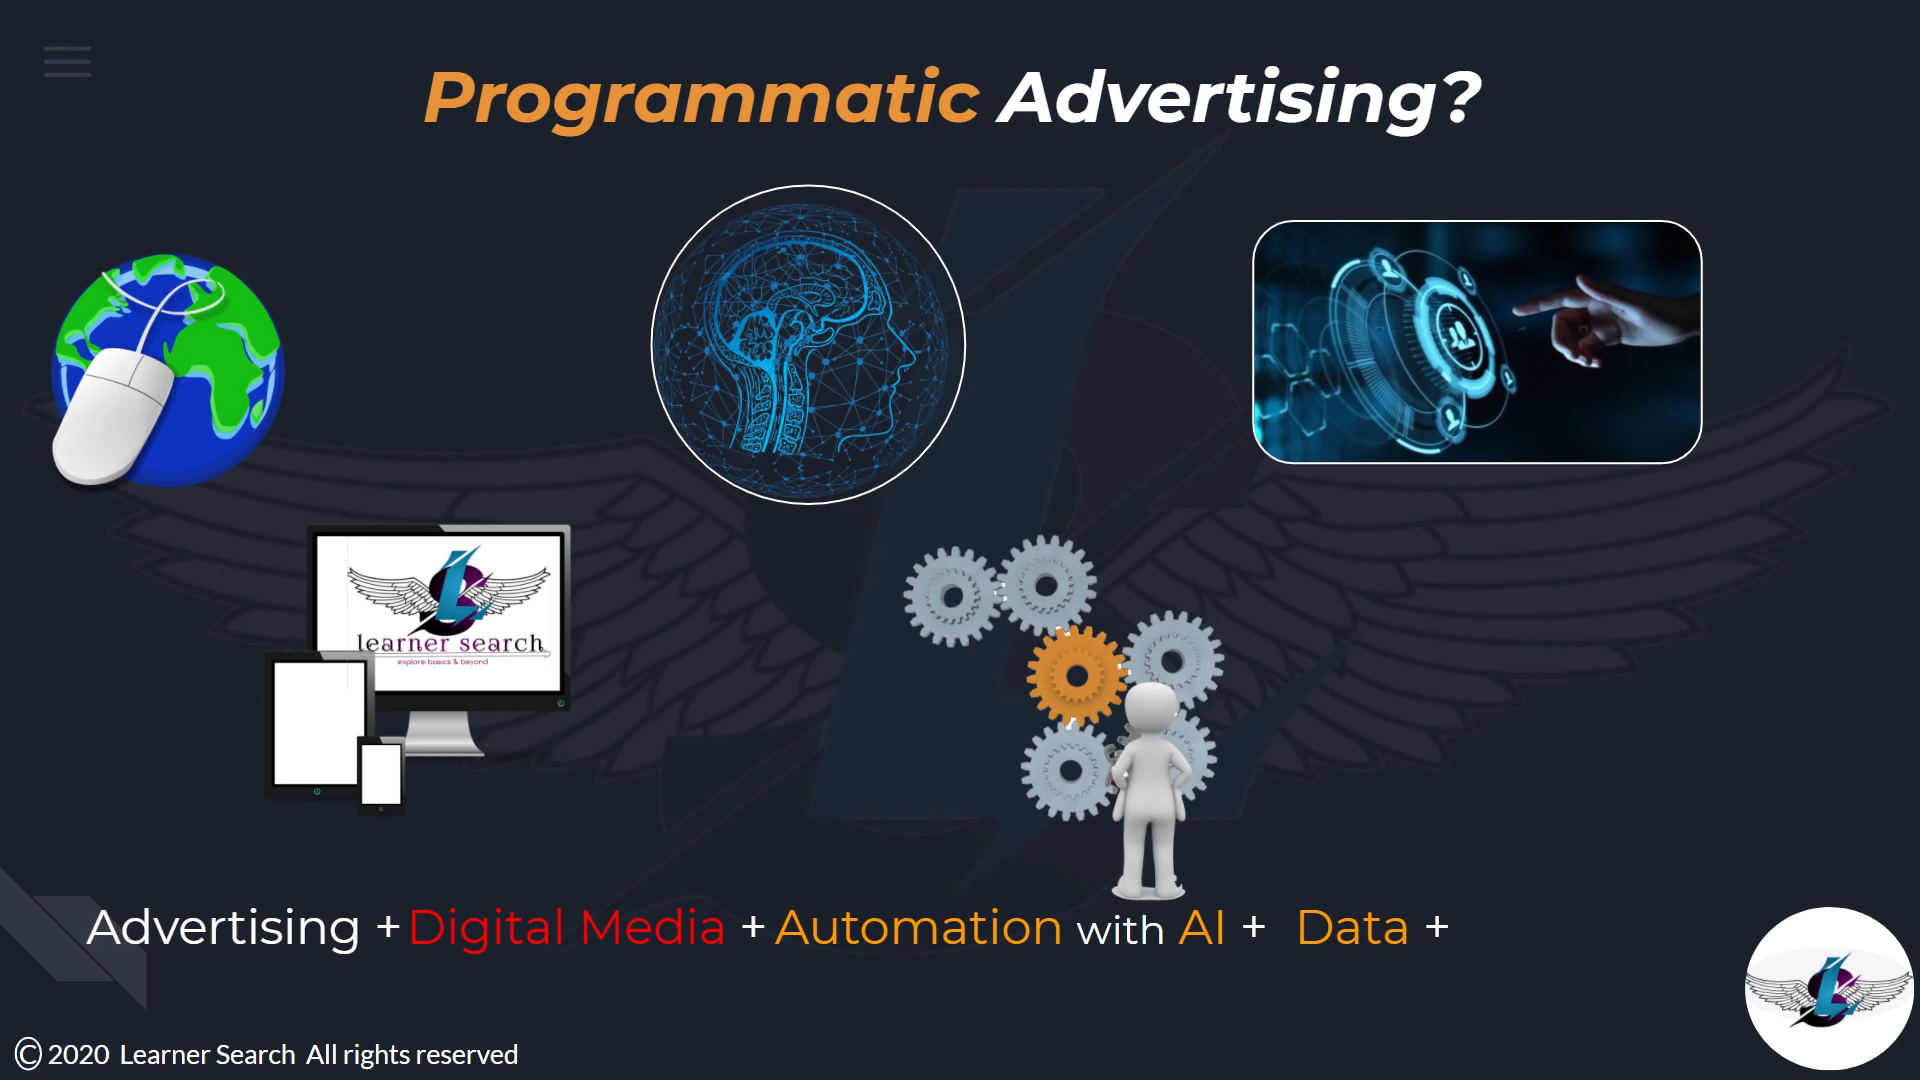 Programmatic Advertising?
learner search
explore basics & beyond
Advertising + Digital Media + Automation with AI + Data +
© 2020 Learner Search All rights reserved